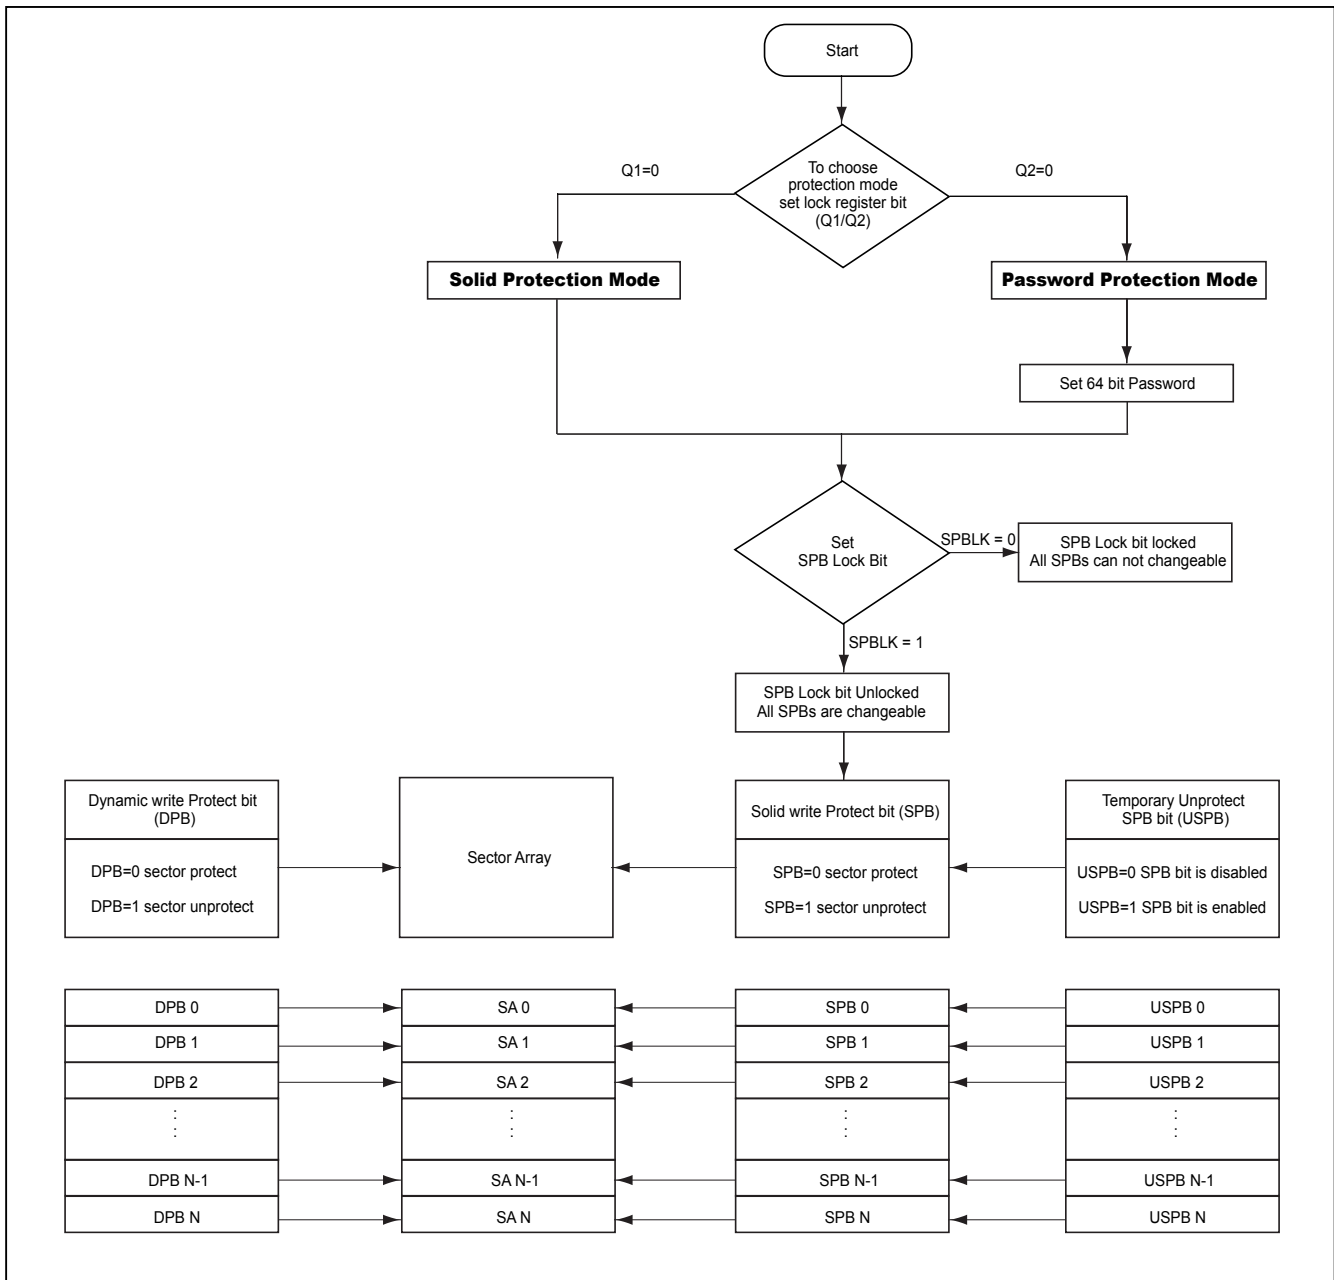 Start
To choose
protection mode
set lock register bit
(Q1/Q2)
Q1=0
Q2=0
Solid Protection Mode
Password Protection Mode
Set 64 bit Password
Set
SPB Lock Bit
SPBLK = 0
SPB Lock bit locked
All SPBs can not changeable
SPBLK = 1
SPB Lock bit Unlocked
All SPBs are changeable
Dynamic write Protect bit
(DPB)
DPB=0 sector protect
DPB=1 sector unprotect
Sector Array
Solid write Protect bit (SPB)
SPB=0 sector protect
SPB=1 sector unprotect
Temporary Unprotect
SPB bit (USPB)
USPB=0 SPB bit is disabled
USPB=1 SPB bit is enabled
DPB 0
SA 0
SPB 0
USPB 0
DPB 1
SA 1
SPB 1
USPB 1
DPB 2
SA 2
SPB 2
USPB 2
DPB N-1
SA N-1
SPB N-1
USPB N-1
DPB N
SA N
SPB N
USPB N